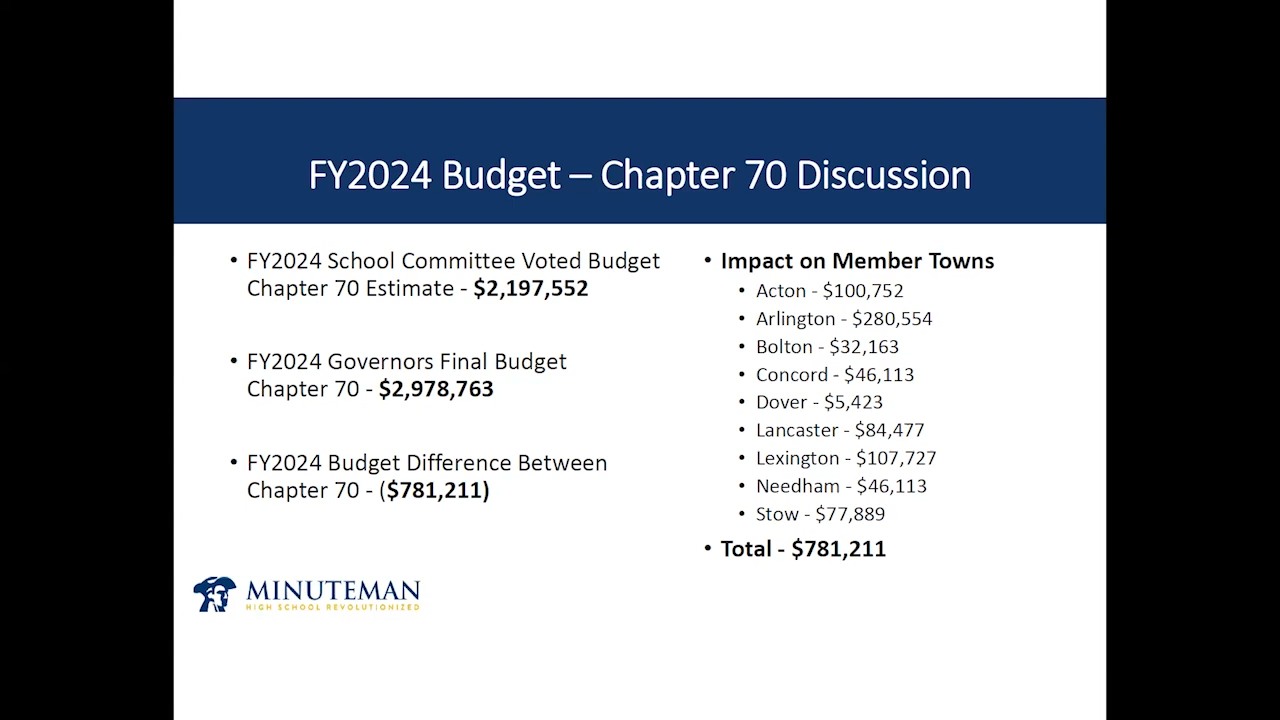 FY2024 Budget – Chapter 70 Discussion
• FY2024 School Committee Voted Budget
Chapter 70 Estimate - $2,197,552
• FY2024 Governors Final Budget
Chapter 70 - $2,978,763
• FY2024 Budget Difference Between
Chapter 70 - ($781,211)
• Impact on Member Towns
• Acton - $100,752
• Arlington - $280,554
• Bolton - $32,163
• Concord - $46,113
• Dover - $5,423
• Lancaster - $84,477
• Lexington - $107,727
• Needham - $46,113
• Stow - $77,889
• Total - $781,211
MINUTEMAN
HIGH SCHOOL REVOLUTIONIZED